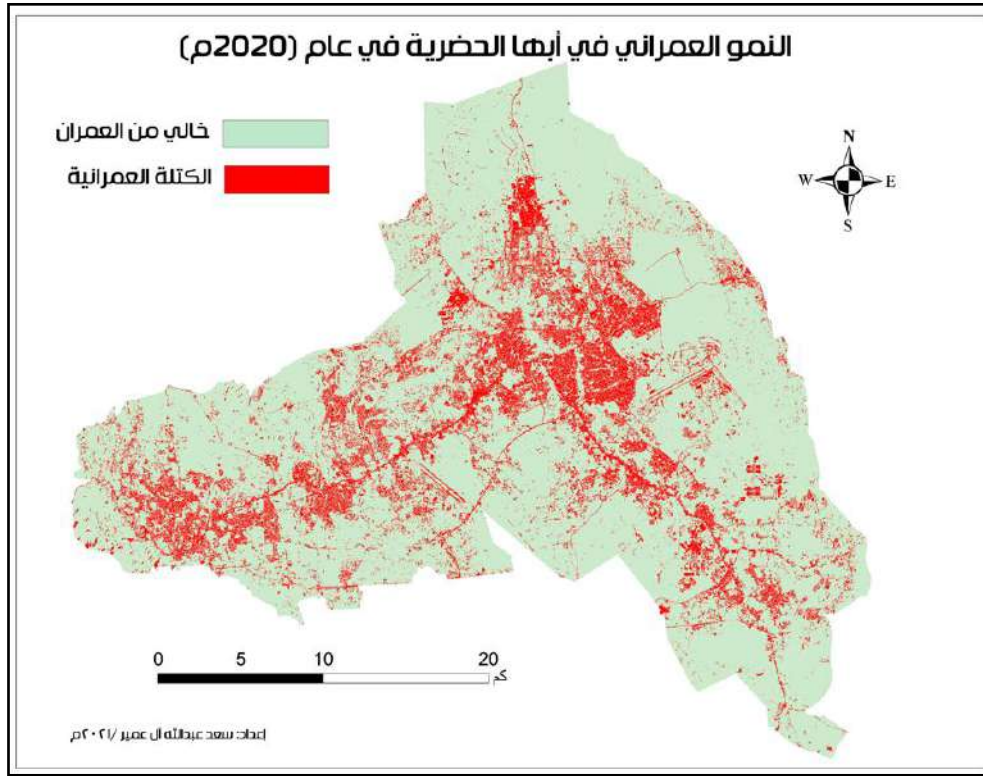 النمو العمراني في أبها الحضرية في عام (2020م)
خالي من العمران
الكتلة العمرانية
N
W E
S
0 5 10 20
كم
إعداد: سعد عبدالله آل عمير /٢٠٢١م